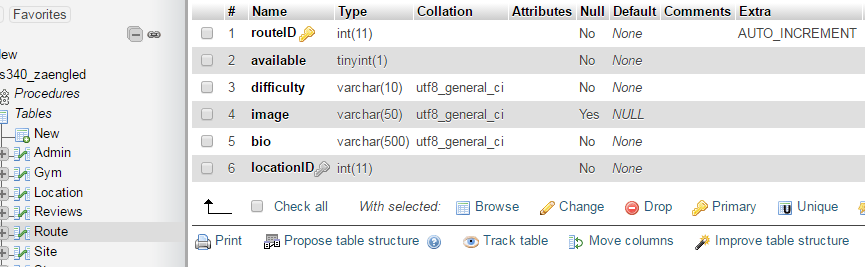 Favorites
# Name Type Collation Attributes Null Default Comments Extra
1 routeID int(11) No None AUTO_INCREMENT
2 available tinyint(1) No None
3 difficulty varchar(10) utf8_general_ci No None
4 image varchar(50) utf8_general_ci Yes NULL
5 bio varchar(500) utf8_general_ci No None
6 locationID int(11) No None
Check all With selected: Browse Change Drop Primary Unique
Print Propose table structure Track table Move columns Improve table structure
ew
s340_zaengled
Procedures
Tables
New
Admin
Gym
Location
Reviews
Route
Site